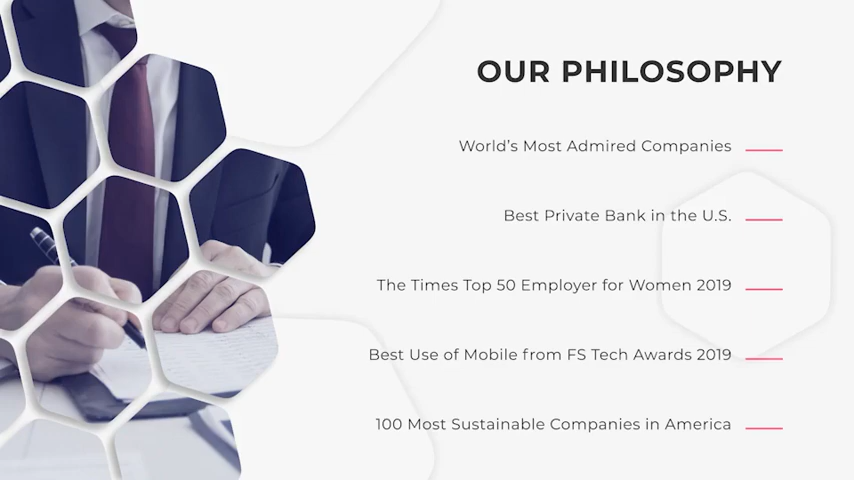 OUR PHILOSOPHY
World's Most Admired Companies
Best Private Bank in the U.S.
The Times Top 50 Employer for Women 2019
Best Use of Mobile from FS Tech Awards 2019
100 Most Sustainable Companies in America